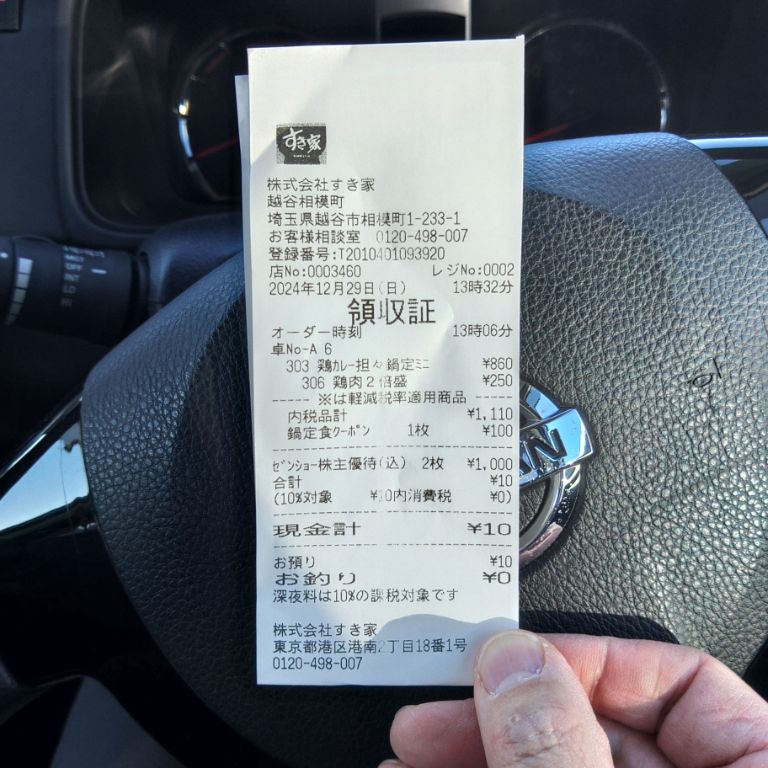 すき家
株式会社すき家
越谷相模町
埼玉県越谷市相模町1-233-1
お客様相談室 0120-498-007
登録番号:T2010401093920
店No:0003460 レジNo:0002
2024年12月29日(日) 13時32分
領収証
オーダー時刻 13時06分
卓No-A 6
303 鶏カレー担々鍋定ミニ ¥860
306 鶏肉2倍盛 ¥250
----- ※は軽減税率適用商品 -----
内税品計 ¥1,110
鍋定食クーポン 1枚 ¥100
ゼンショー株主優待(込) 2枚 ¥1,000
合計 ¥10
(10%対象 ¥10内消費税 ¥0)
現金計 ¥10
お預り ¥10
お釣り ¥0
深夜料は10%の課税対象です
株式会社すき家
東京都港区港南2丁目18番1号
0120-498-007
MIST
OFF
INT
LO
HI
AN